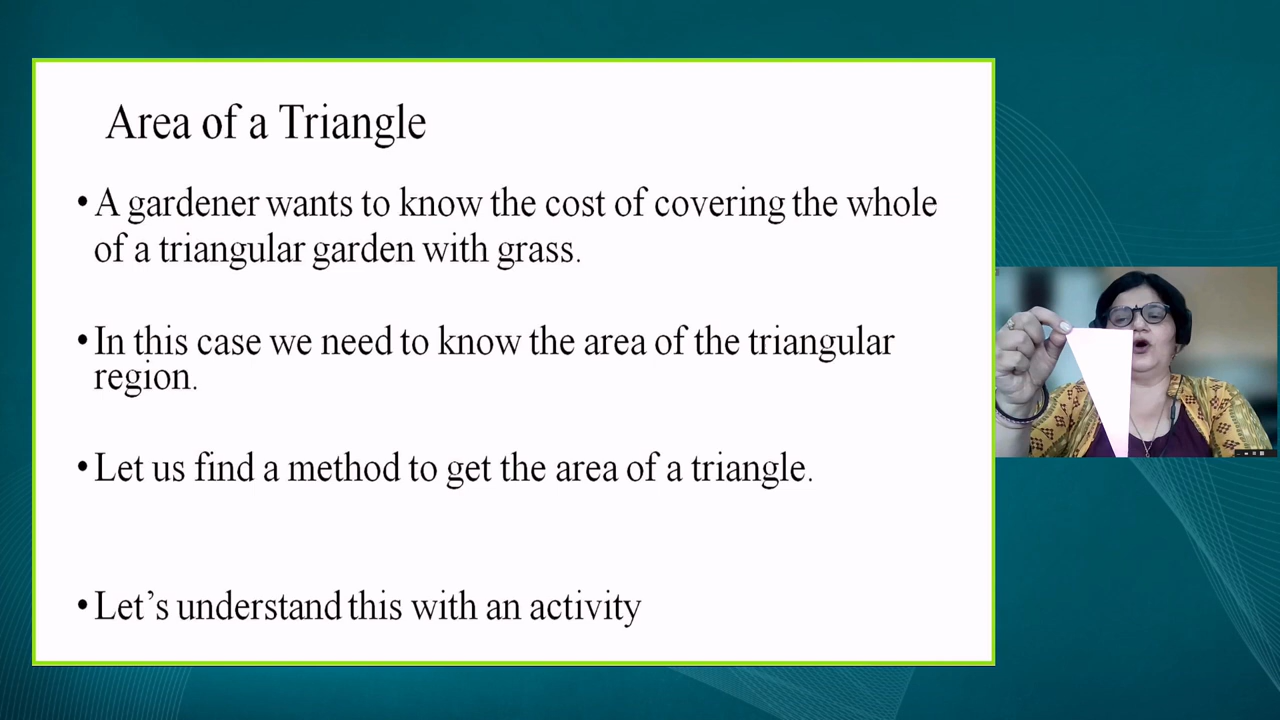 Area of a Triangle
• A gardener wants to know the cost of covering the whole
of a triangular garden with grass.
• In this case we need to know the area of the triangular
region.
• Let us find a method to get the area of a triangle.
• Let’s understand this with an activity